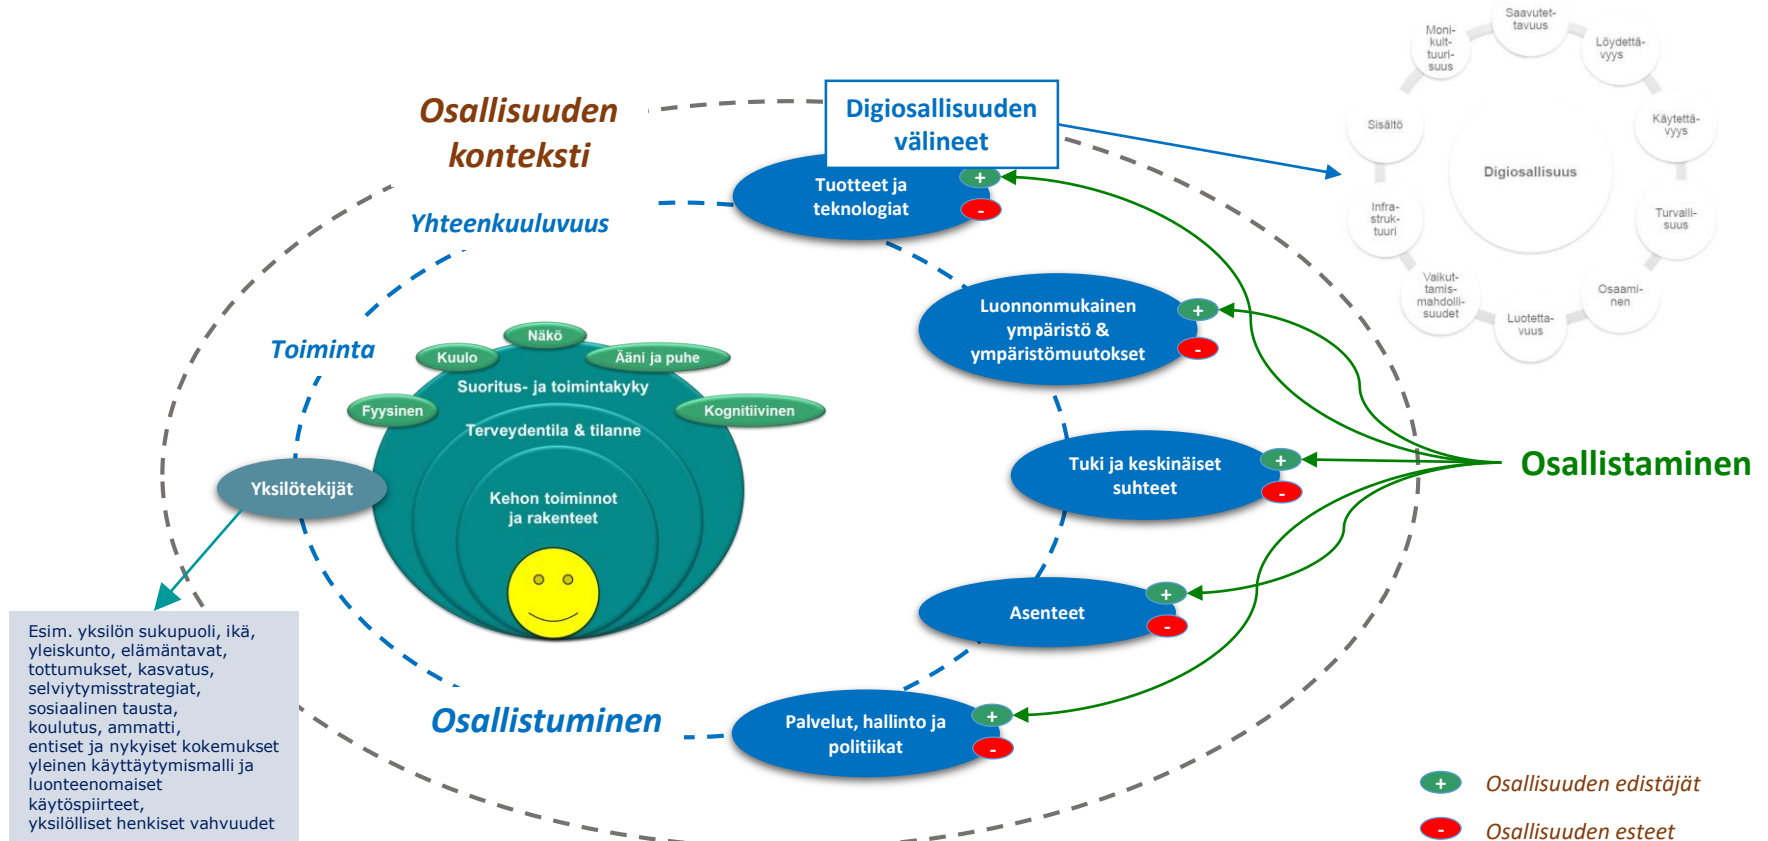 Saavutet-
tavuus
Moni-
kult-
tuuri-
suus
Löydettä-
vyys
Sisältö
Käytettä-
vyys
Digiosallisuus
Infra-
struk-
tuuri
Turvalli-
suus
Vaikut-
tamis-
mahdolli-
suudet
Osaami-
nen
Luotetta-
vuus
Osallisuuden
konteksti
Digiosallisuuden
välineet
Yhteenkuuluvuus
Tuotteet ja
teknologiat
+
-
Toiminta
Luonnonmukainen
ympäristö &
ympäristömuutokset
+
-
Näkö
Kuulo
Ääni ja puhe
Fyysinen
Kognitiivinen
Suoritus- ja toimintakyky
Terveydentila & tilanne
Kehon toiminnot
ja rakenteet
Yksilötekijät
Tuki ja keskinäiset
suhteet
+
-
Osallistaminen
Asenteet
+
-
Esim. yksilön sukupuoli, ikä,
yleiskunto, elämäntavat,
tottumukset, kasvatus,
selviytymisstrategiat,
sosiaalinen tausta,
koulutus, ammatti,
entiset ja nykyiset kokemukset
yleinen käyttäytymismalli ja
luonteenomaiset
käytöspiirteet,
yksilölliset henkiset vahvuudet
Osallistuminen
Palvelut, hallinto ja
politiikat
+
-
+ Osallisuuden edistäjät
- Osallisuuden esteet